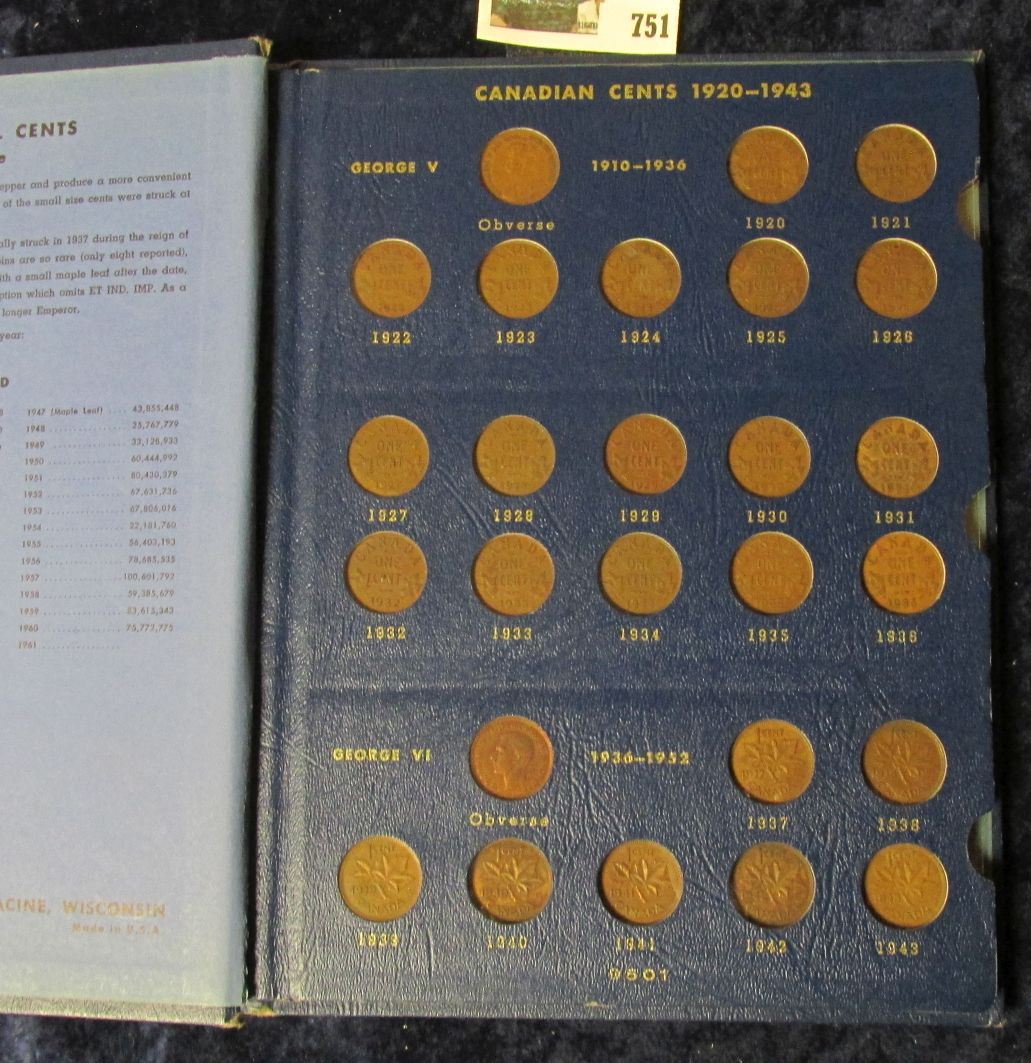 751
. CENTS
epper and produce a more convenient
of the small size cents were struck at
ally struck in 1937 during the reign of
oins are so rare (only eight reported),
ith a small maple leaf after the date,
ption which omits ET IND. IMP. As a
longer Emperor.
year:
D
1947 (Maple Leaf) .... 43,855,448
1948 ................ 25,767,779
1949 ................ 33,128,933
1950 ................ 60,444,992
1951 ................ 80,430,379
1952 ................ 67,631,736
1953 ................ 67,806,016
1954 ................ 22,181,760
1955 ................ 56,403,193
1956 ................ 78,685,535
1957 ................ 100,601,792
1958 ................ 59,385,679
1959 ................ 83,615,343
1960 ................ 75,772,775
1961 ................
ACINE, WISCONSIN
Made in U.S.A
CANADIAN CENTS 1920-1943
GEORGE V 1910-1936
Obverse 1920 1921
1922 1923 1924 1925 1926
1927 1928 1929 1930 1931
1932 1933 1934 1935 1936
GEORGE VI 1936-1952
Obverse 1937 1938
1939 1940 1941 1942 1943
9501